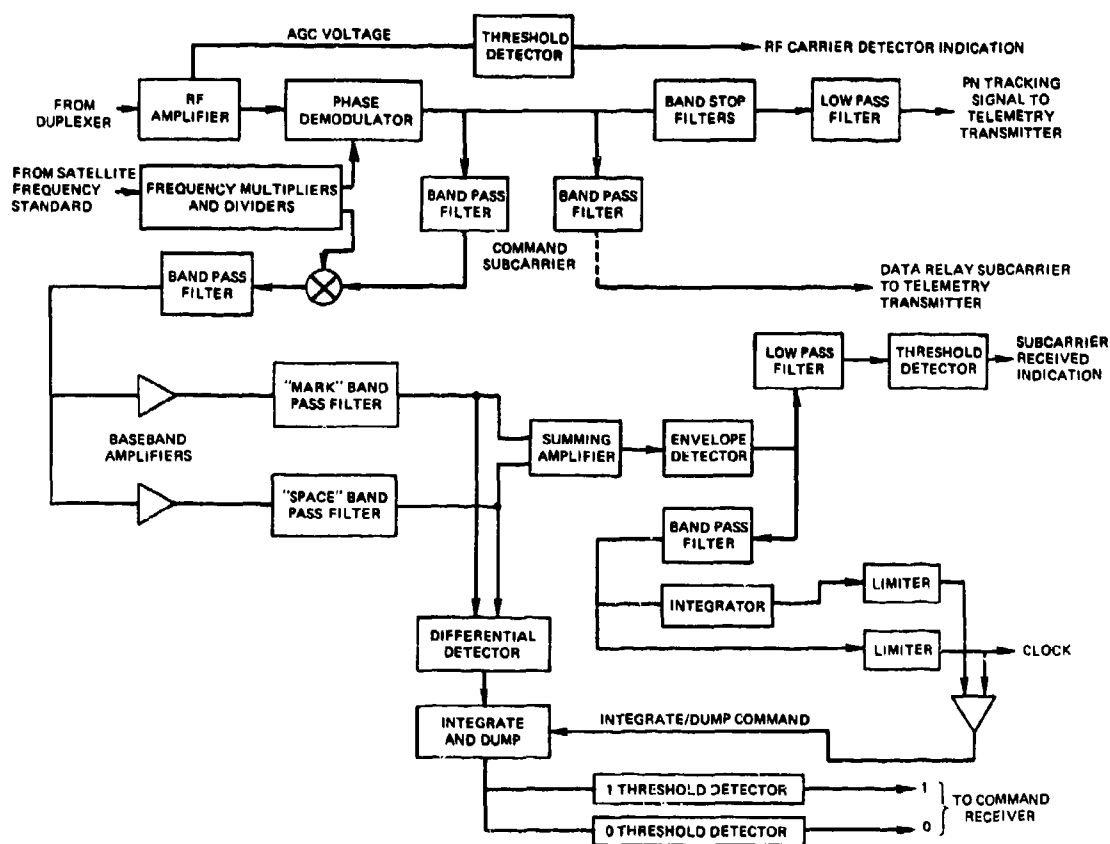 AGC VOLTAGE
THRESHOLD
DETECTOR
RF CARRIER DETECTOR INDICATION
FROM
DUPLEXER
RF
AMPLIFIER
PHASE
DEMODULATOR
BAND STOP
FILTERS
LOW PASS
FILTER
PN TRACKING
SIGNAL TO
TELEMETRY
TRANSMITTER
FROM SATELLITE
FREQUENCY
STANDARD
FREQUENCY MULTIPLIERS
AND DIVIDERS
BAND PASS
FILTER
BAND PASS
FILTER
COMMAND
SUBCARRIER
BAND PASS
FILTER
DATA RELAY SUBCARRIER
TO TELEMETRY
TRANSMITTER
LOW PASS
FILTER
THRESHOLD
DETECTOR
SUBCARRIER
RECEIVED
INDICATION
"MARK" BAND
PASS FILTER
BASEBAND
AMPLIFIERS
SUMMING
AMPLIFIER
ENVELOPE
DETECTOR
"SPACE" BAND
PASS FILTER
BAND PASS
FILTER
INTEGRATOR
LIMITER
DIFFERENTIAL
DETECTOR
LIMITER
CLOCK
INTEGRATE
AND DUMP
INTEGRATE/DUMP COMMAND
1 THRESHOLD DETECTOR
1
0 THRESHOLD DETECTOR
0
TO COMMAND
RECEIVER